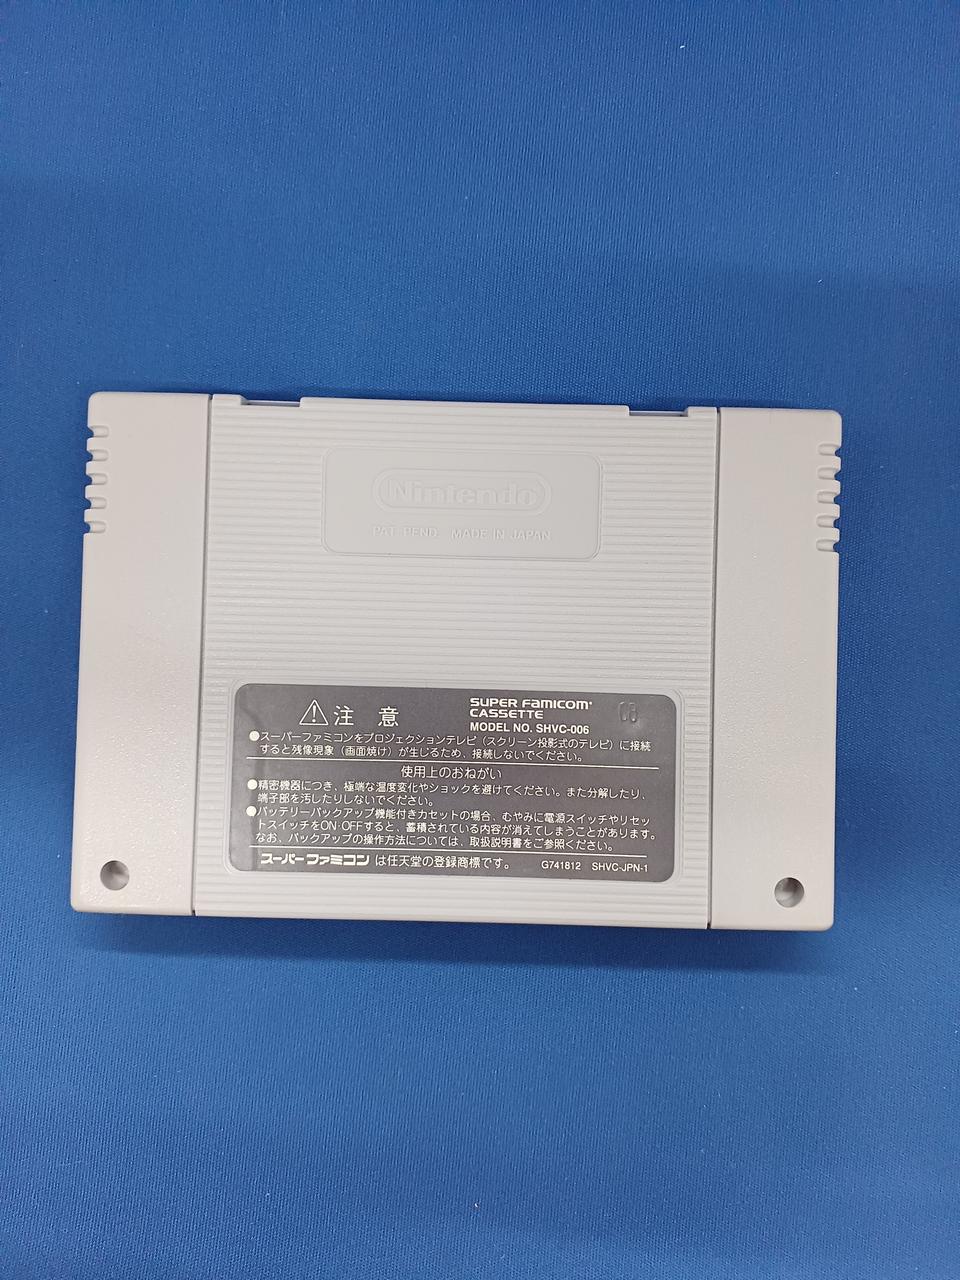 Nintendo
PAT. PEND. MADE IN JAPAN
注 意
SUPER FAMICOM
CASSETTE
MODEL NO. SHVC-006
●スーパーファミコンをプロジェクションテレビ(スクリーン投影式のテレビ)に接続
すると残像現象(画面焼け)が生じるため、接続しないでください。
使用上のおねがい
●精密機器につき、極端な温度変化やショックを避けてください。また分解したり、
端子部を汚したりしないでください。
●バッテリーバックアップ機能付きカセットの場合、むやみに電源スイッチやリセッ
トスイッチをON・OFFすると、蓄積されている内容が消えてしまうことがあります。
なお、バックアップの操作方法については、取扱説明書をご参照ください。
スーパーファミコン は任天堂の登録商標です。 G741812 SHVC-JPN-1